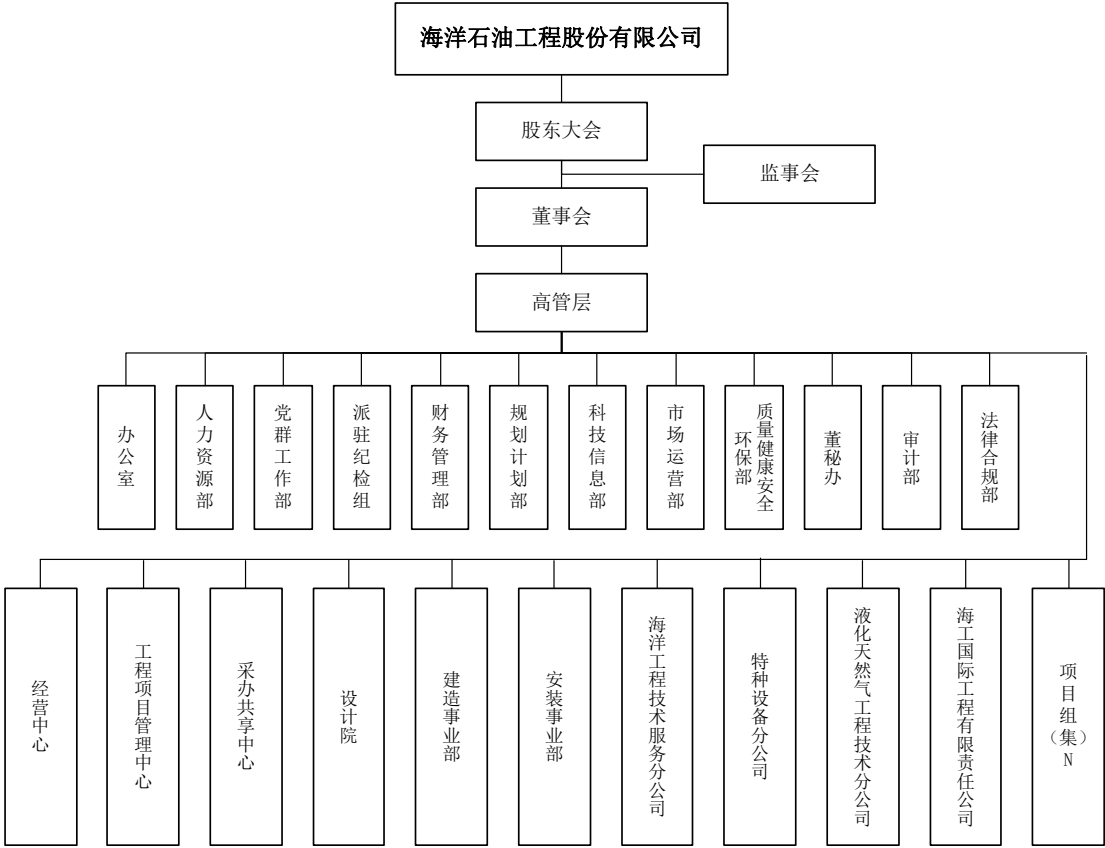 海洋石油工程股份有限公司
股东大会
监事会
董事会
高管层
办公室
人力资源部
党群工作部
派驻纪检组
财务管理部
规划计划部
科技信息部
市场运营部
质量健康安全
环保部
董秘办
审计部
法律合规部
经营中心
工程项目管理中心
采办共享中心
设计院
建造事业部
安装事业部
海洋工程技术服务分公司
特种设备分公司
液化天然气工程技术分公司
海工国际工程有限责任公司
项目组（集）N